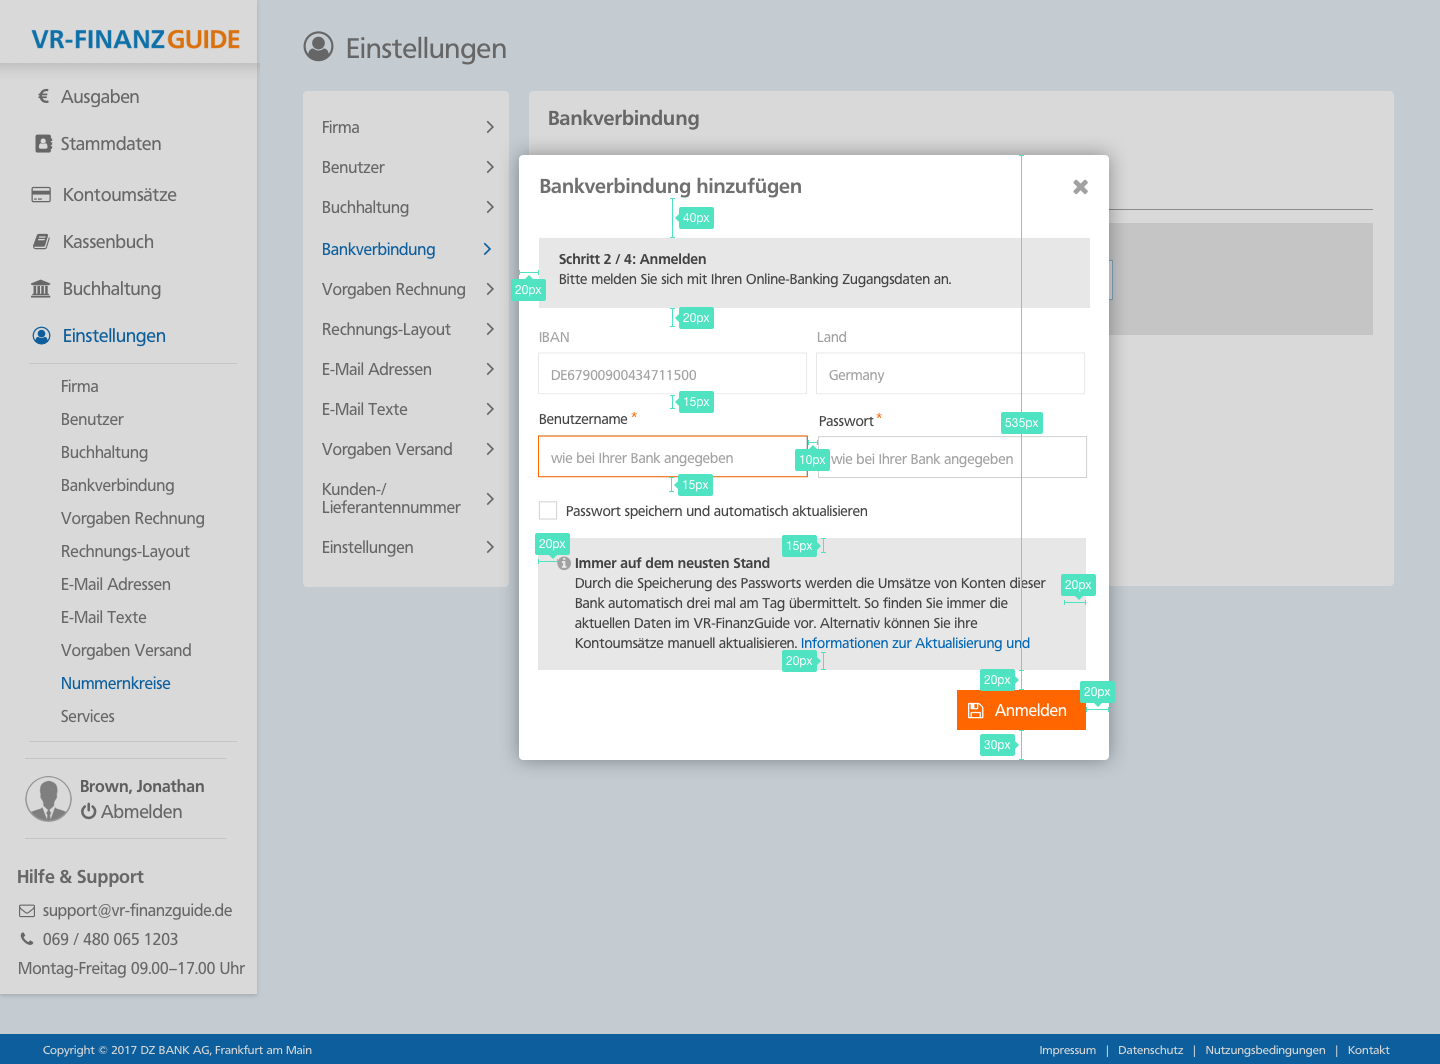 VR-FINANZGUIDE
Ausgaben
Stammdaten
Kontoumsätze
Kassenbuch
Buchhaltung
Einstellungen
Firma
Benutzer
Buchhaltung
Bankverbindung
Vorgaben Rechnung
Rechnungs-Layout
E-Mail Adressen
E-Mail Texte
Vorgaben Versand
Nummernkreise
Services
Brown, Jonathan
Abmelden
Hilfe & Support
support@vr-finanzguide.de
069 / 480 065 1203
Montag-Freitag 09.00–17.00 Uhr
Einstellungen
Firma
Benutzer
Buchhaltung
Bankverbindung
Vorgaben Rechnung
Rechnungs-Layout
E-Mail Adressen
E-Mail Texte
Vorgaben Versand
Kunden-/
Lieferantennummer
Einstellungen
Bankverbindung
Bankverbindung hinzufügen
40px
Schritt 2 / 4: Anmelden
Bitte melden Sie sich mit Ihren Online-Banking Zugangsdaten an.
20px
20px
IBAN
Land
DE67900900434711500
Germany
15px
Benutzername *
Passwort *
535px
wie bei Ihrer Bank angegeben
10px
wie bei Ihrer Bank angegeben
15px
Passwort speichern und automatisch aktualisieren
20px
15px
Immer auf dem neusten Stand
Durch die Speicherung des Passworts werden die Umsätze von Konten dieser
Bank automatisch drei mal am Tag übermittelt. So finden Sie immer die
aktuellen Daten im VR-FinanzGuide vor. Alternativ können Sie ihre
Kontoumsätze manuell aktualisieren. Informationen zur Aktualisierung und
20px
20px
20px
20px
Anmelden
30px
Copyright © 2017 DZ BANK AG, Frankfurt am Main
Impressum | Datenschutz | Nutzungsbedingungen | Kontakt